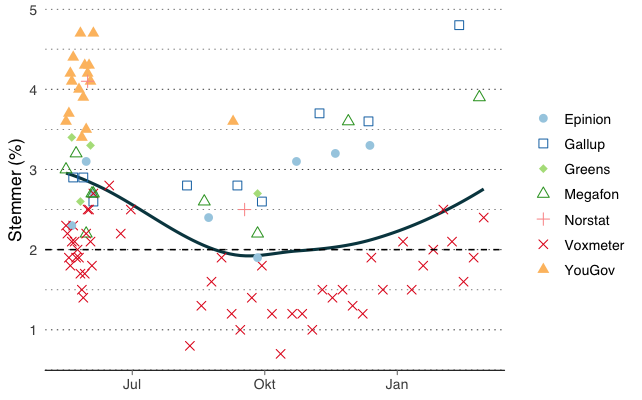 5
4
3
2
1
Stemmer (%)
Jul
Okt
Jan
Epinion
Gallup
Greens
Megafon
Norstat
Voxmeter
YouGov